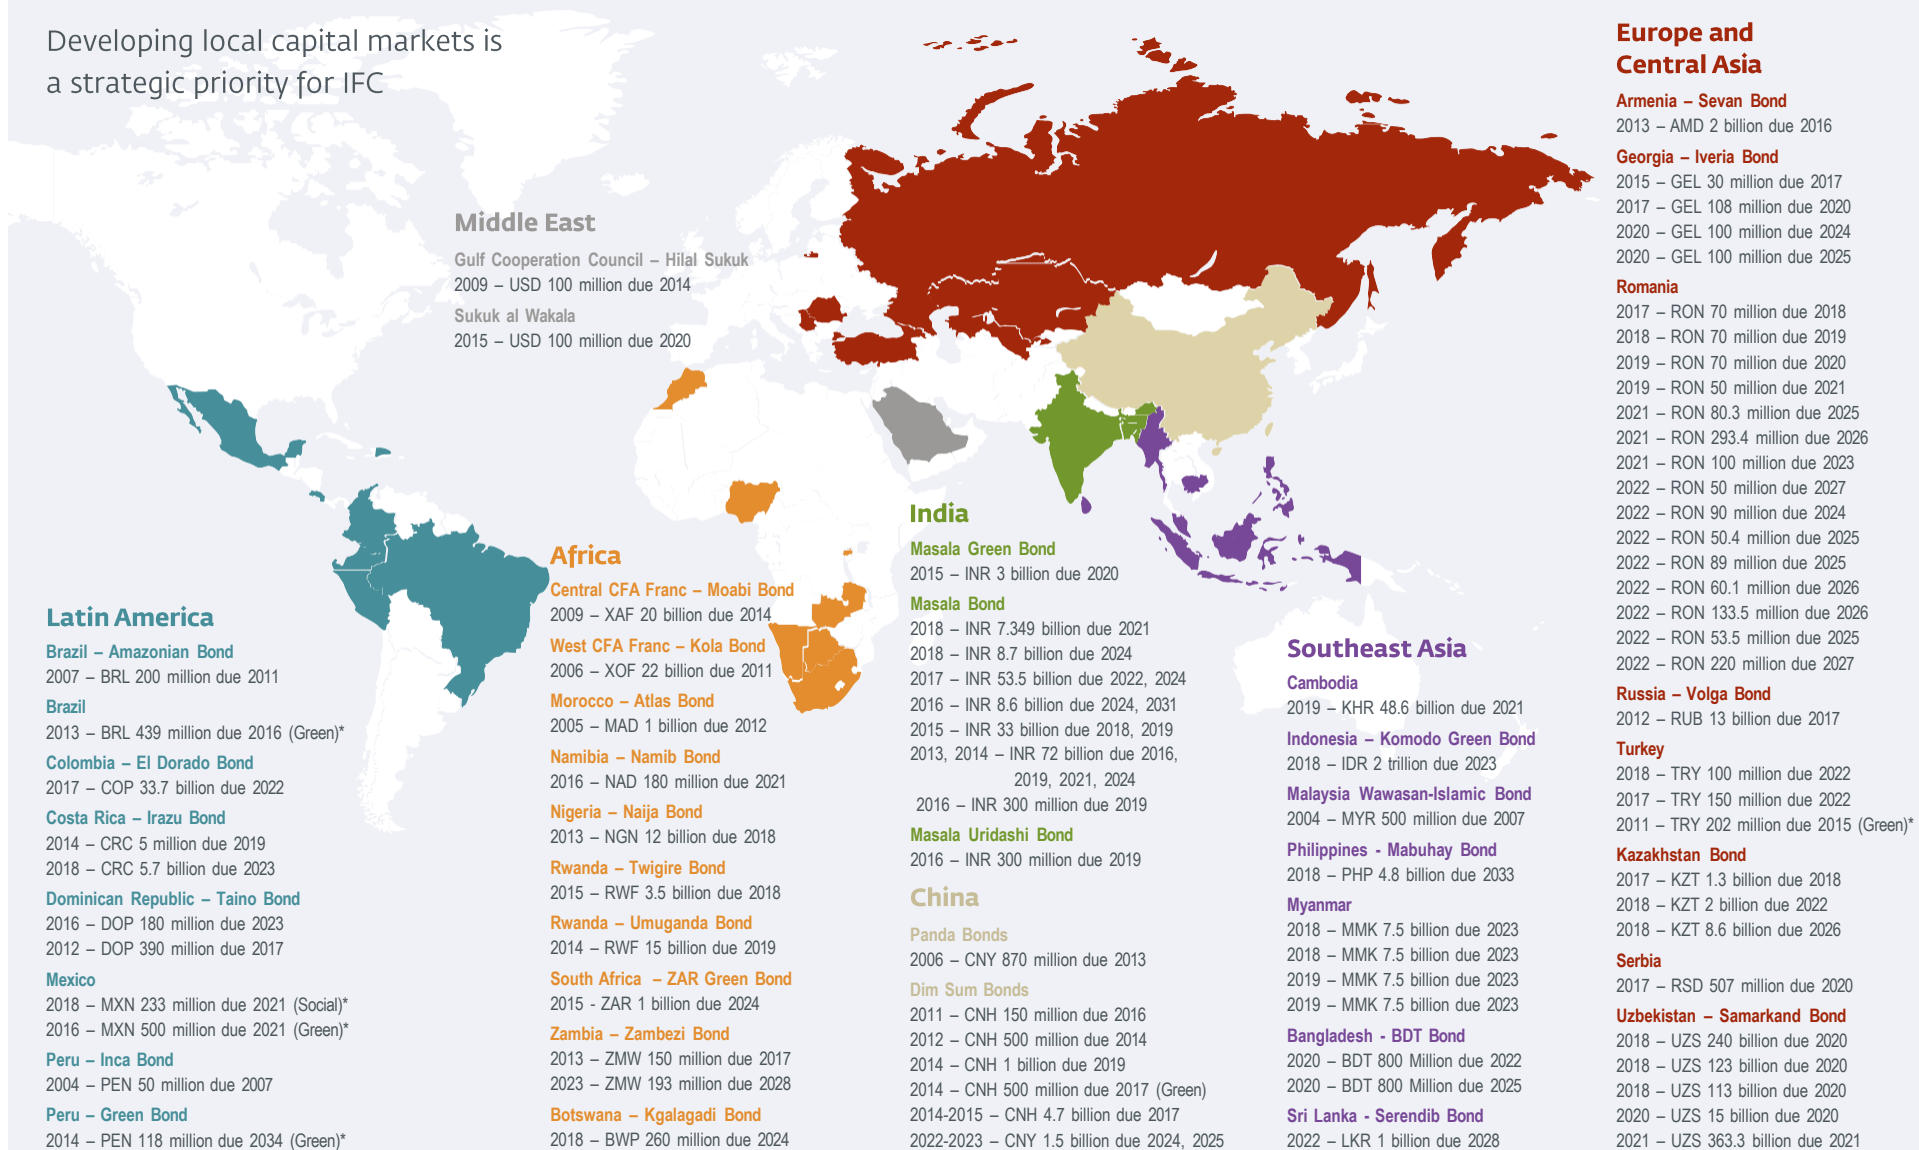 Developing local capital markets is
a strategic priority for IFC
Middle East
Gulf Cooperation Council – Hilal Sukuk
2009 – USD 100 million due 2014
Sukuk al Wakala
2015 – USD 100 million due 2020
Latin America
Brazil – Amazonian Bond
2007 – BRL 200 million due 2011
Brazil
2013 – BRL 439 million due 2016 (Green)*
Colombia – El Dorado Bond
2017 – COP 33.7 billion due 2022
Costa Rica – Irazu Bond
2014 – CRC 5 million due 2019
2018 – CRC 5.7 billion due 2023
Dominican Republic – Taino Bond
2016 – DOP 180 million due 2023
2012 – DOP 390 million due 2017
Mexico
2018 – MXN 233 million due 2021 (Social)*
2016 – MXN 500 million due 2021 (Green)*
Peru – Inca Bond
2004 – PEN 50 million due 2007
Peru – Green Bond
2014 – PEN 118 million due 2034 (Green)*
Africa
Central CFA Franc – Moabi Bond
2009 – XAF 20 billion due 2014
West CFA Franc – Kola Bond
2006 – XOF 22 billion due 2011
Morocco – Atlas Bond
2005 – MAD 1 billion due 2012
Namibia – Namib Bond
2016 – NAD 180 million due 2021
Nigeria – Naija Bond
2013 – NGN 12 billion due 2018
Rwanda – Twigire Bond
2015 – RWF 3.5 billion due 2018
Rwanda – Umuganda Bond
2014 – RWF 15 billion due 2019
South Africa – ZAR Green Bond
2015 - ZAR 1 billion due 2024
Zambia – Zambezi Bond
2013 – ZMW 150 million due 2017
2023 – ZMW 193 million due 2028
Botswana – Kgalagadi Bond
2018 – BWP 260 million due 2024
India
Masala Green Bond
2015 – INR 3 billion due 2020
Masala Bond
2018 – INR 7.349 billion due 2021
2018 – INR 8.7 billion due 2024
2017 – INR 53.5 billion due 2022, 2024
2016 – INR 8.6 billion due 2024, 2031
2015 – INR 33 billion due 2018, 2019
2013, 2014 – INR 72 billion due 2016,
2019, 2021, 2024
2016 – INR 300 million due 2019
Masala Uridashi Bond
2016 – INR 300 million due 2019
China
Panda Bonds
2006 – CNY 870 million due 2013
Dim Sum Bonds
2011 – CNH 150 million due 2016
2012 – CNH 500 million due 2014
2014 – CNH 1 billion due 2019
2014 – CNH 500 million due 2017 (Green)
2014-2015 – CNH 4.7 billion due 2017
2022-2023 – CNY 1.5 billion due 2024, 2025
Southeast Asia
Cambodia
2019 – KHR 48.6 billion due 2021
Indonesia – Komodo Green Bond
2018 – IDR 2 trillion due 2023
Malaysia Wawasan-Islamic Bond
2004 – MYR 500 million due 2007
Philippines - Mabuhay Bond
2018 – PHP 4.8 billion due 2033
Myanmar
2018 – MMK 7.5 billion due 2023
2018 – MMK 7.5 billion due 2023
2019 – MMK 7.5 billion due 2023
2019 – MMK 7.5 billion due 2023
Bangladesh - BDT Bond
2020 – BDT 800 Million due 2022
2020 – BDT 800 Million due 2025
Sri Lanka - Serendib Bond
2022 – LKR 1 billion due 2028
Europe and
Central Asia
Armenia – Sevan Bond
2013 – AMD 2 billion due 2016
Georgia – Iveria Bond
2015 – GEL 30 million due 2017
2017 – GEL 108 million due 2020
2020 – GEL 100 million due 2024
2020 – GEL 100 million due 2025
Romania
2017 – RON 70 million due 2018
2018 – RON 70 million due 2019
2019 – RON 70 million due 2020
2019 – RON 50 million due 2021
2021 – RON 80.3 million due 2025
2021 – RON 293.4 million due 2026
2021 – RON 100 million due 2023
2022 – RON 50 million due 2027
2022 – RON 90 million due 2024
2022 – RON 50.4 million due 2025
2022 – RON 89 million due 2025
2022 – RON 60.1 million due 2026
2022 – RON 133.5 million due 2026
2022 – RON 53.5 million due 2025
2022 – RON 220 million due 2027
Russia – Volga Bond
2012 – RUB 13 billion due 2017
Turkey
2018 – TRY 100 million due 2022
2017 – TRY 150 million due 2022
2011 – TRY 202 million due 2015 (Green)*
Kazakhstan Bond
2017 – KZT 1.3 billion due 2018
2018 – KZT 2 billion due 2022
2018 – KZT 8.6 billion due 2026
Serbia
2017 – RSD 507 million due 2020
Uzbekistan – Samarkand Bond
2018 – UZS 240 billion due 2020
2018 – UZS 123 billion due 2020
2018 – UZS 113 billion due 2020
2020 – UZS 15 billion due 2020
2021 – UZS 363.3 billion due 2021